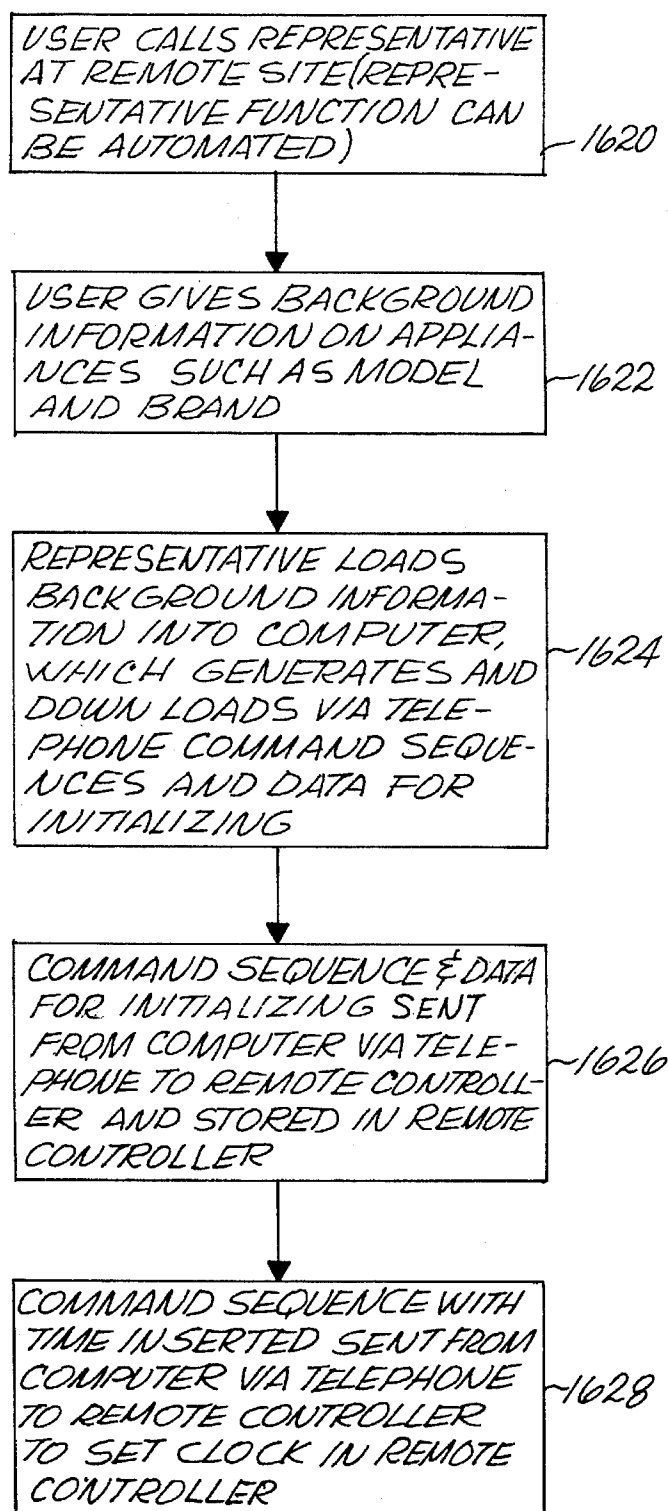 USER CALLS REPRESENTATIVE
AT REMOTE SITE(REPRE-
SENTATIVE FUNCTION CAN
BE AUTOMATED)
1620
USER GIVES BACKGROUND
INFORMATION ON APPLIA-
NCES SUCH AS MODEL
AND BRAND
1622
REPRESENTATIVE LOADS
BACKGROUND INFORMA-
TION INTO COMPUTER,
WHICH GENERATES AND
DOWN LOADS VIA TELE-
PHONE COMMAND SEQUE-
NCES AND DATA FOR
INITIALIZING
1624
COMMAND SEQUENCE & DATA
FOR INITIALIZING SENT
FROM COMPUTER VIA TELE-
PHONE TO REMOTE CONTROLL-
ER AND STORED IN REMOTE
CONTROLLER
1626
COMMAND SEQUENCE WITH
TIME INSERTED SENT FROM
COMPUTER VIA TELEPHONE
TO REMOTE CONTROLLER
TO SET CLOCK IN REMOTE
CONTROLLER
1628